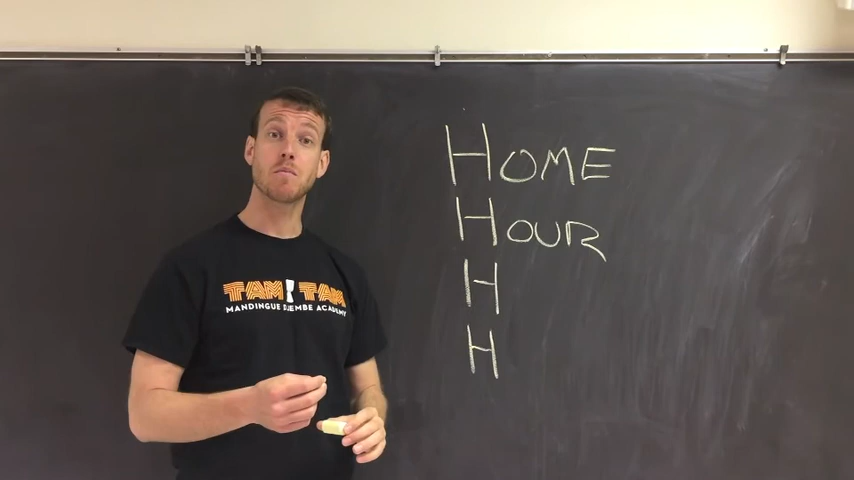 TAM TAM
MANDINGUE DJEMBE ACADEMY
HOME
HOUR
H
H